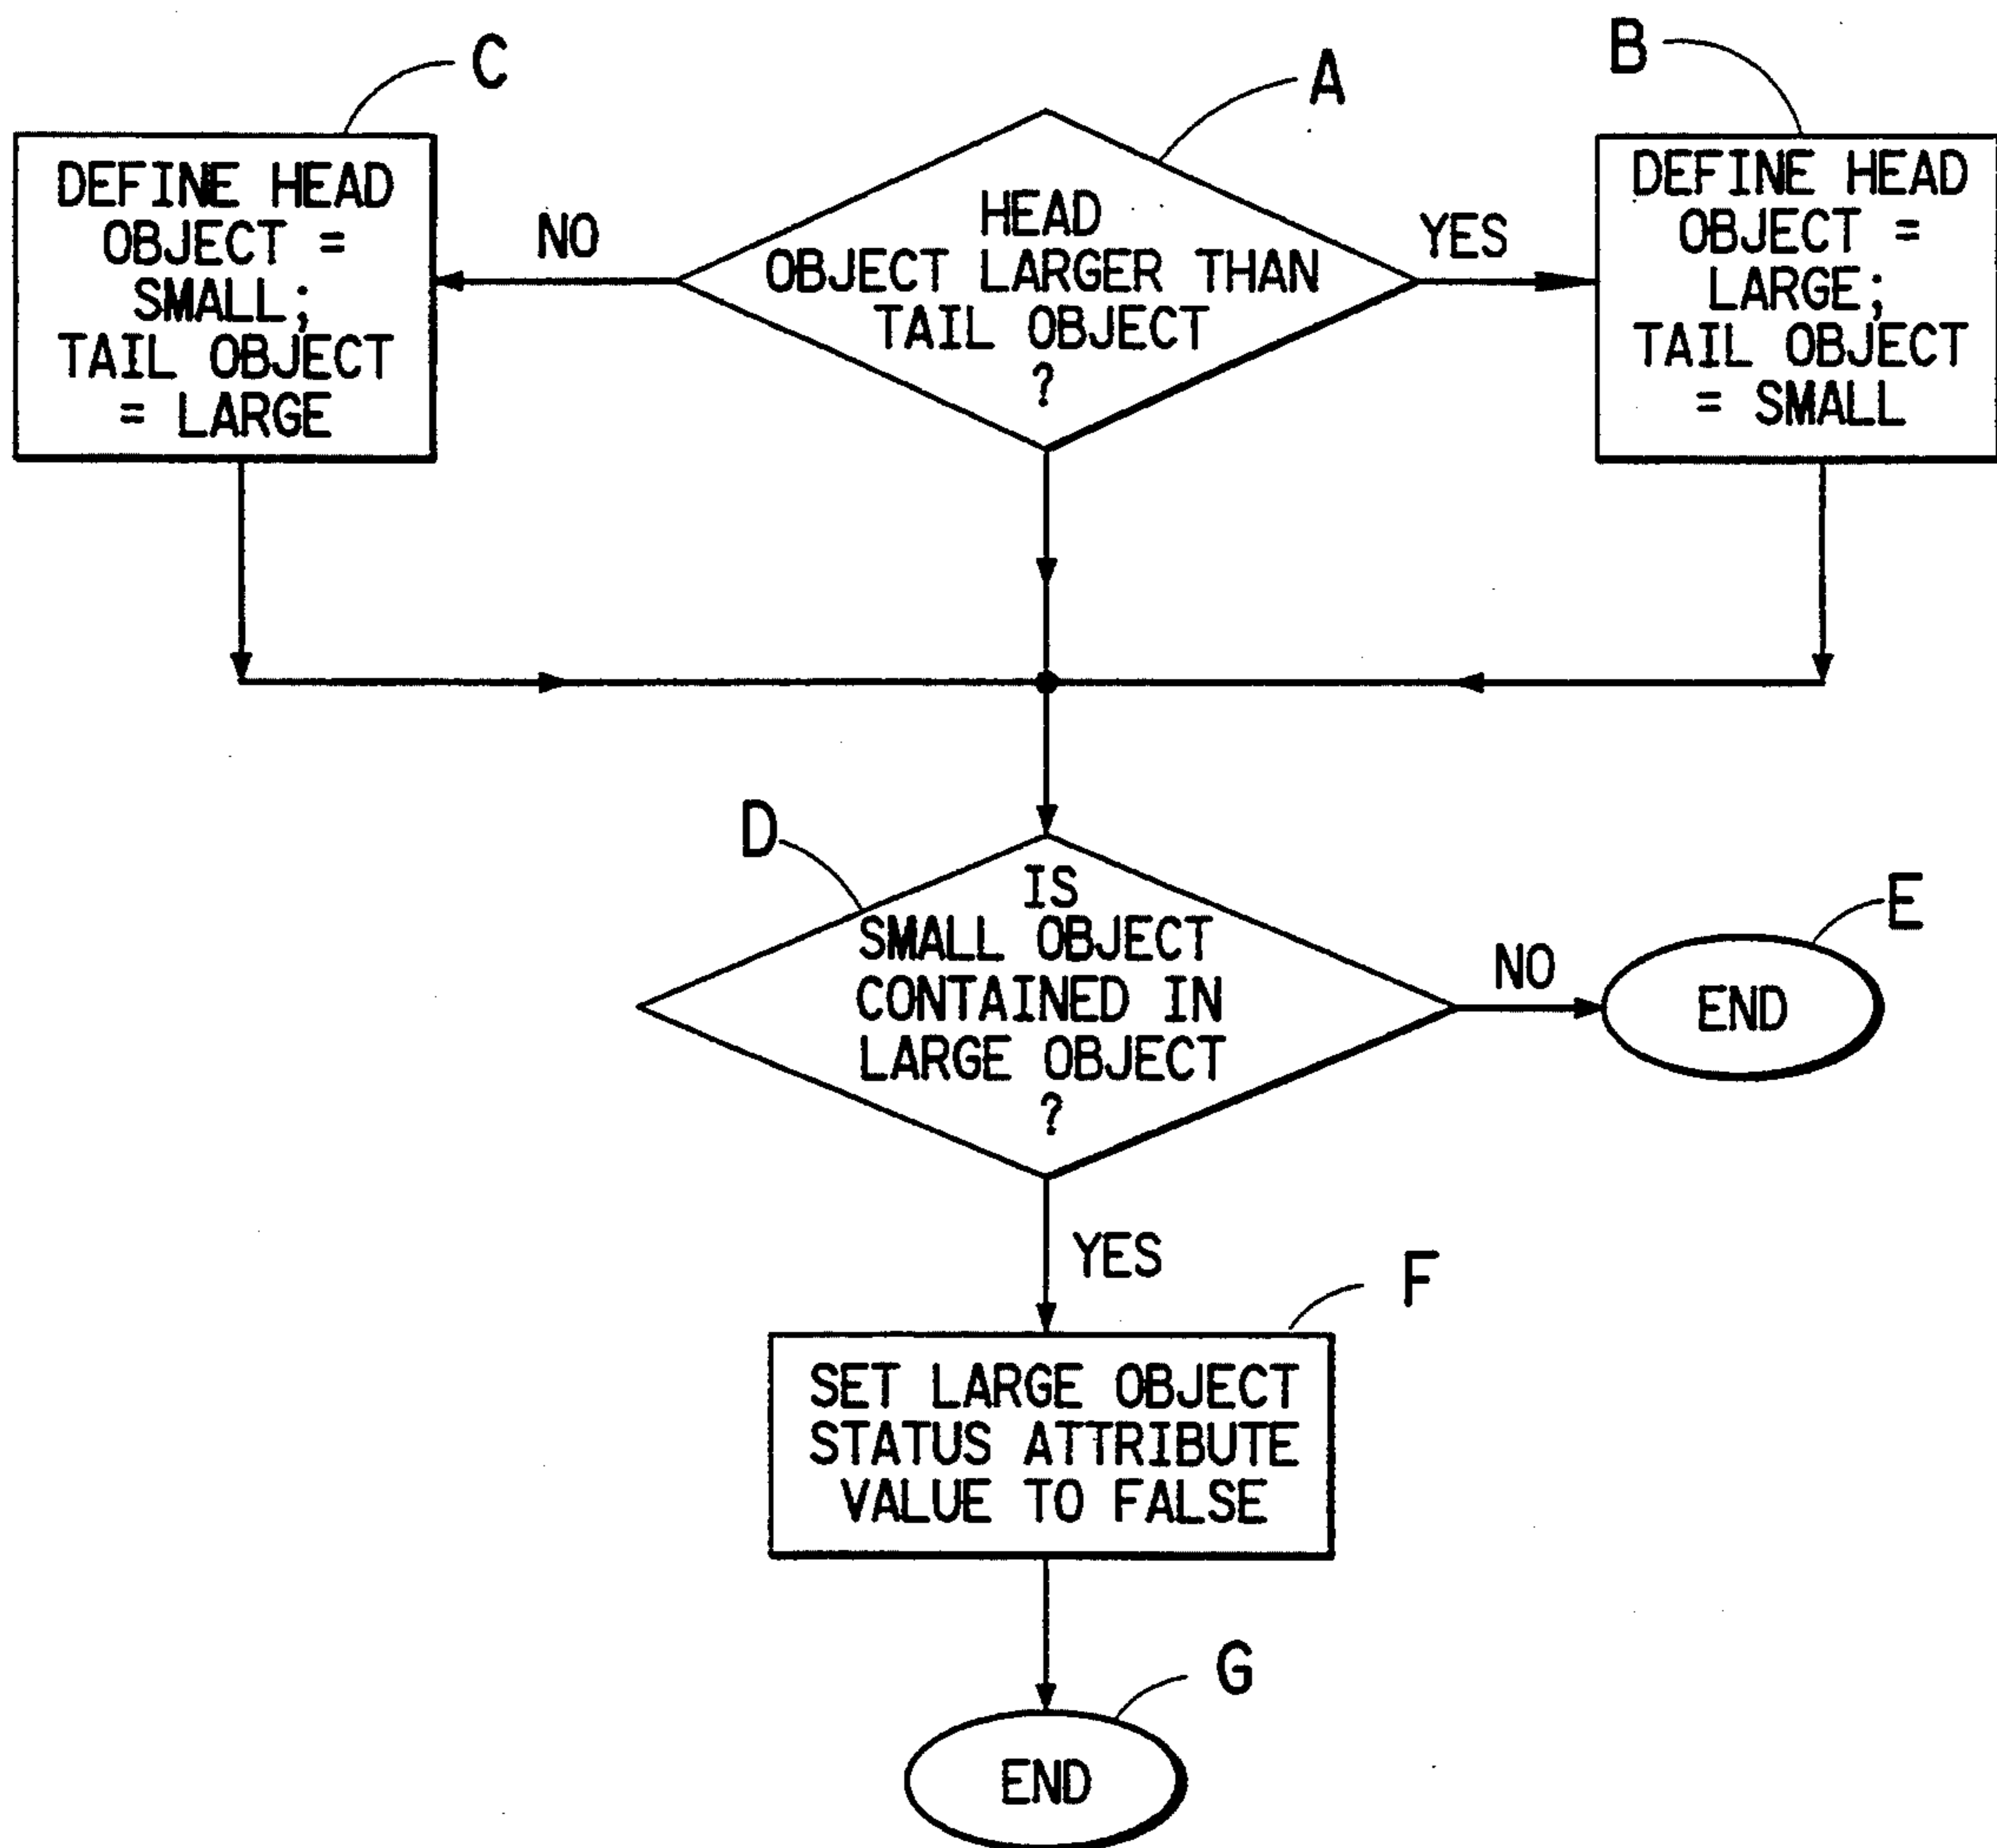 C
A
B
DEFINE HEAD
OBJECT =
SMALL;
TAIL OBJECT
= LARGE
NO
HEAD
OBJECT LARGER THAN
TAIL OBJECT
?
YES
DEFINE HEAD
OBJECT =
LARGE;
TAIL OBJECT
= SMALL
D
IS
SMALL OBJECT
CONTAINED IN
LARGE OBJECT
?
NO
E
END
YES
F
SET LARGE OBJECT
STATUS ATTRIBUTE
VALUE TO FALSE
G
END